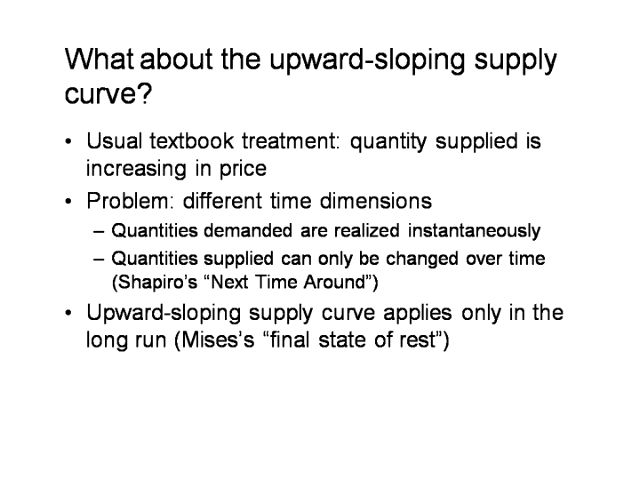 What about the upward-sloping supply
curve?
• Usual textbook treatment: quantity supplied is
increasing in price
• Problem: different time dimensions
– Quantities demanded are realized instantaneously
– Quantities supplied can only be changed over time
(Shapiro's "Next Time Around")
• Upward-sloping supply curve applies only in the
long run (Mises's "final state of rest")